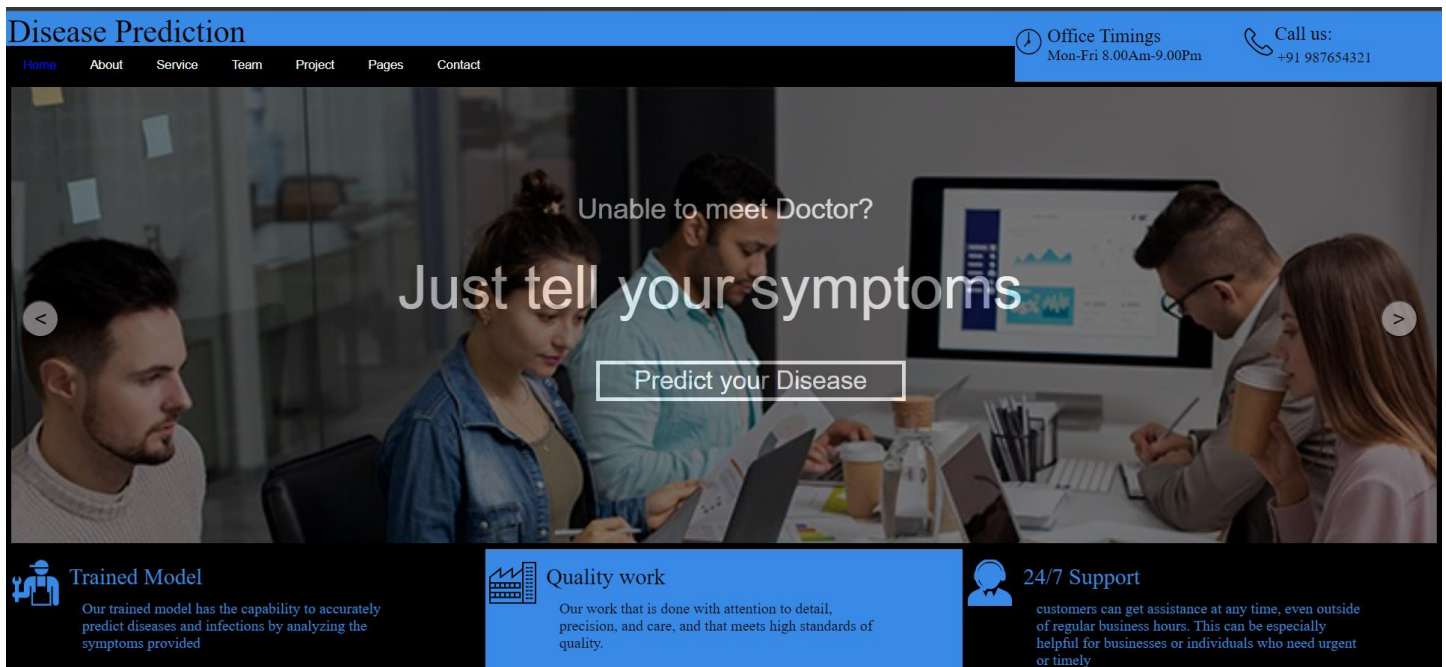 Disease Prediction
Office Timings
Mon-Fri 8.00Am-9.00Pm
Call us:
+91 987654321
Home About Service Team Project Pages Contact
Unable to meet Doctor?
Just tell your symptoms
<
>
Predict your Disease
Trained Model
Our trained model has the capability to accurately
predict diseases and infections by analyzing the
symptoms provided
Quality work
Our work that is done with attention to detail,
precision, and care, and that meets high standards of
quality.
24/7 Support
customers can get assistance at any time, even outside
of regular business hours. This can be especially
helpful for businesses or individuals who need urgent
or timely